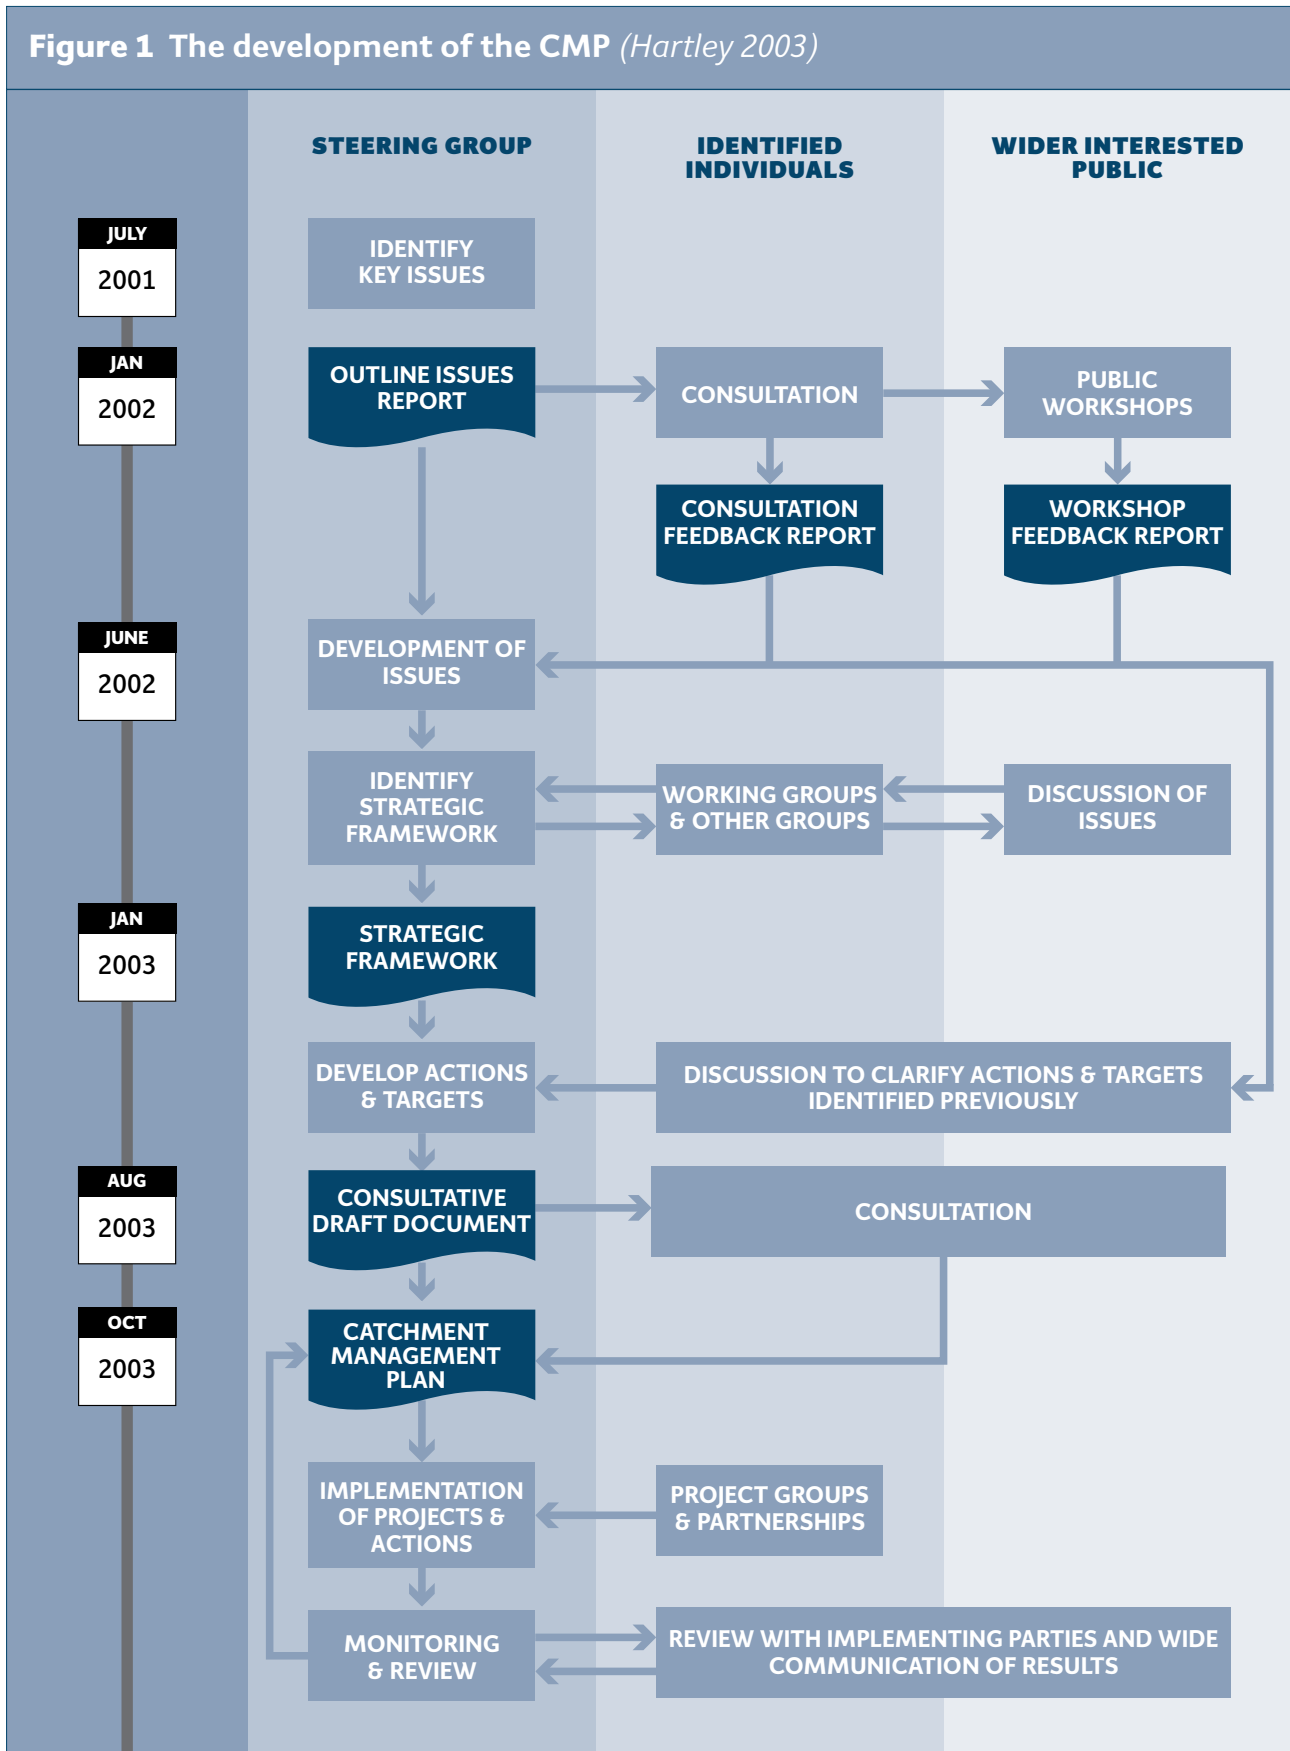 Figure 1 The development of the CMP (Hartley 2003)
STEERING GROUP
IDENTIFIED
INDIVIDUALS
WIDER INTERESTED
PUBLIC
JULY
2001
IDENTIFY
KEY ISSUES
JAN
2002
OUTLINE ISSUES
REPORT
CONSULTATION
PUBLIC
WORKSHOPS
CONSULTATION
FEEDBACK REPORT
WORKSHOP
FEEDBACK REPORT
JUNE
2002
DEVELOPMENT OF
ISSUES
IDENTIFY
STRATEGIC
FRAMEWORK
WORKING GROUPS
& OTHER GROUPS
DISCUSSION OF
ISSUES
JAN
2003
STRATEGIC
FRAMEWORK
DEVELOP ACTIONS
& TARGETS
DISCUSSION TO CLARIFY ACTIONS & TARGETS
IDENTIFIED PREVIOUSLY
AUG
2003
CONSULTATIVE
DRAFT DOCUMENT
CONSULTATION
OCT
2003
CATCHMENT
MANAGEMENT
PLAN
IMPLEMENTATION
OF PROJECTS &
ACTIONS
PROJECT GROUPS
& PARTNERSHIPS
MONITORING
& REVIEW
REVIEW WITH IMPLEMENTING PARTIES AND WIDE
COMMUNICATION OF RESULTS